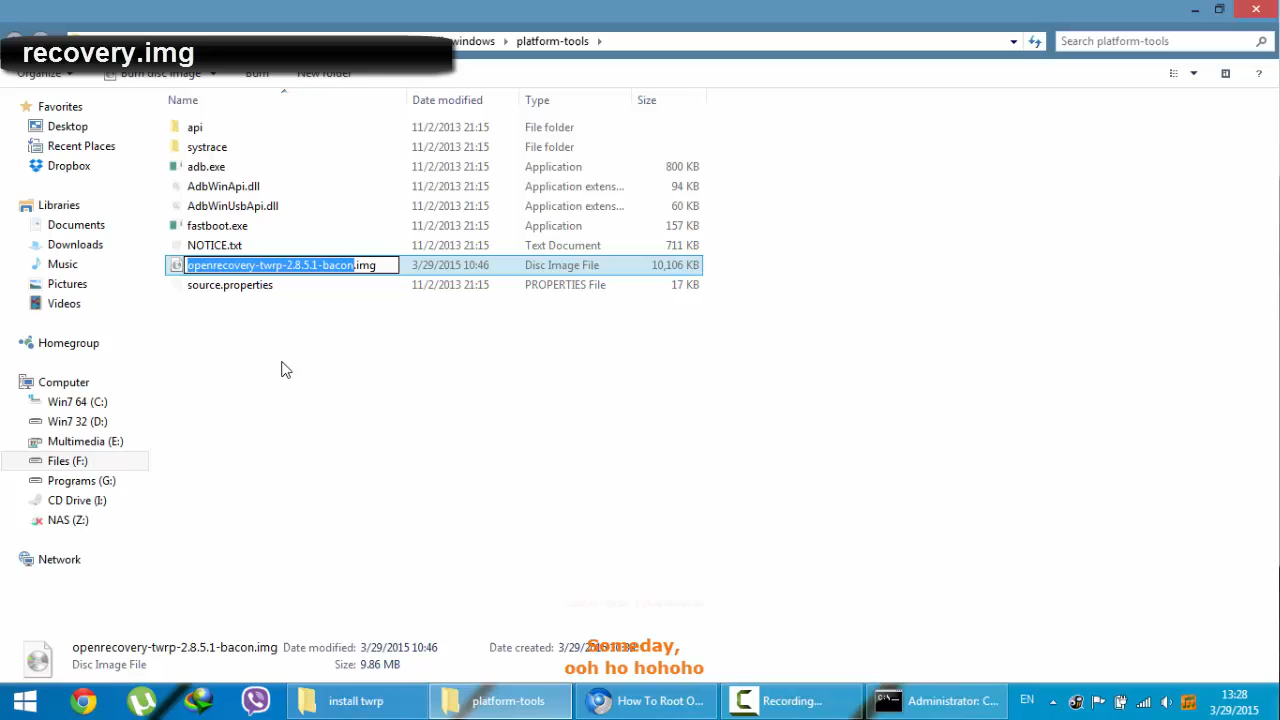 recovery.img
windows
platform-tools
Search platform-tools
Organize
Burn disc image
Burn
New folder
Name
Date modified
Type
Size
Favorites
Desktop
Recent Places
Dropbox
Libraries
Documents
Downloads
Music
Pictures
Videos
Homegroup
Computer
Win7 64 (C:)
Win7 32 (D:)
Multimedia (E:)
Files (F:)
Programs (G:)
CD Drive (I:)
NAS (Z:)
Network
api 11/2/2013 21:15 File folder
systrace 11/2/2013 21:15 File folder
adb.exe 11/2/2013 21:15 Application 800 KB
AdbWinApi.dll 11/2/2013 21:15 Application extens... 94 KB
AdbWinUsbApi.dll 11/2/2013 21:15 Application extens... 60 KB
fastboot.exe 11/2/2013 21:15 Application 157 KB
NOTICE.txt 11/2/2013 21:15 Text Document 711 KB
openrecovery-twrp-2.8.5.1-bacon.img 3/29/2015 10:46 Disc Image File 10,106 KB
source.properties 11/2/2013 21:15 PROPERTIES File 17 KB
openrecovery-twrp-2.8.5.1-bacon.img Date modified: 3/29/2015 10:46 Date created: 3/29/
Disc Image File Size: 9.86 MB
Someday,
ooh ho hohoho
install twrp
platform-tools
How To Root O...
Recording...
Administrator: C...
EN
13:28
3/29/2015